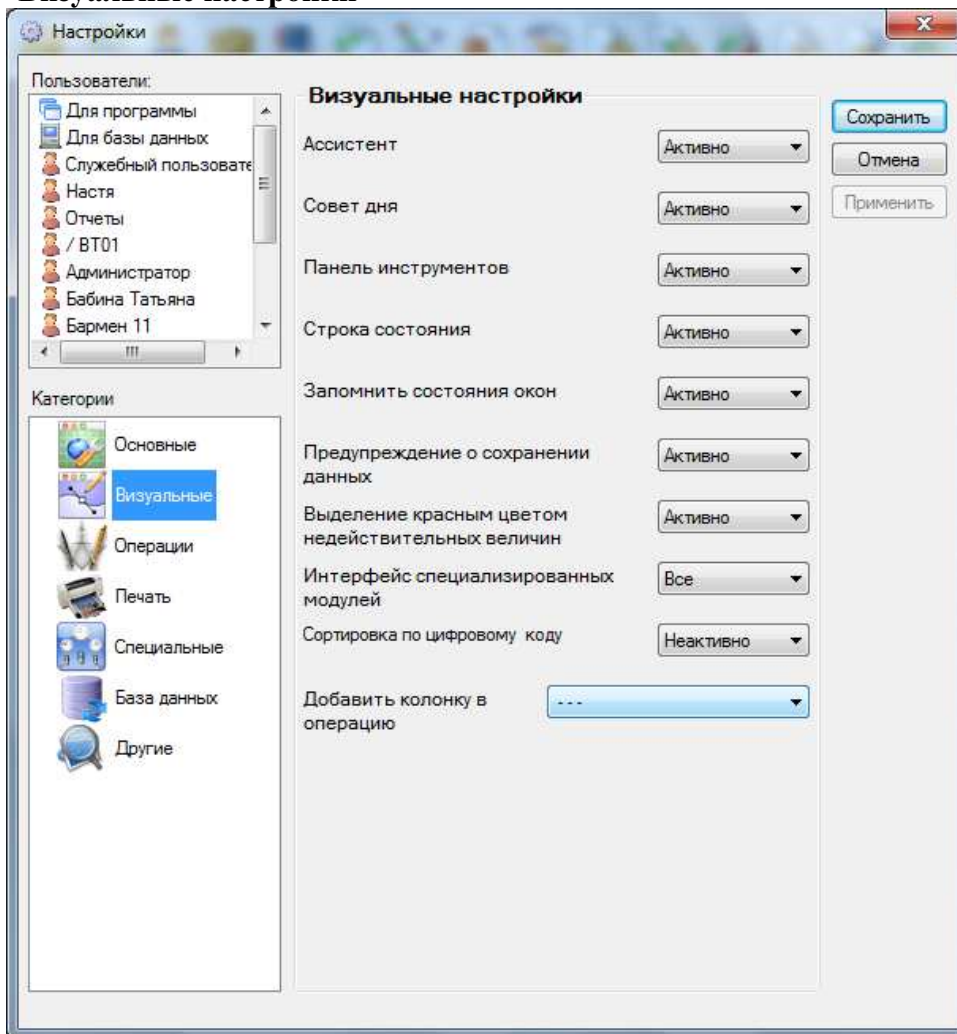 Визуальные настройки
Настройки
Пользователи:
Для программы
Для базы данных
Служебный пользовате
Настя
Отчеты
/ BT01
Администратор
Бабина Татьяна
Бармен 11
Категории
Основные
Визуальные
Операции
Печать
Специальные
База данных
Другие
Визуальные настройки
Ассистент
Активно
Совет дня
Активно
Панель инструментов
Активно
Строка состояния
Активно
Запомнить состояния окон
Активно
Предупреждение о сохранении
данных
Активно
Выделение красным цветом
недействительных величин
Активно
Интерфейс специализированных
модулей
Все
Сортировка по цифровому коду
Неактивно
Добавить колонку в
операцию
---
Сохранить
Отмена
Применить